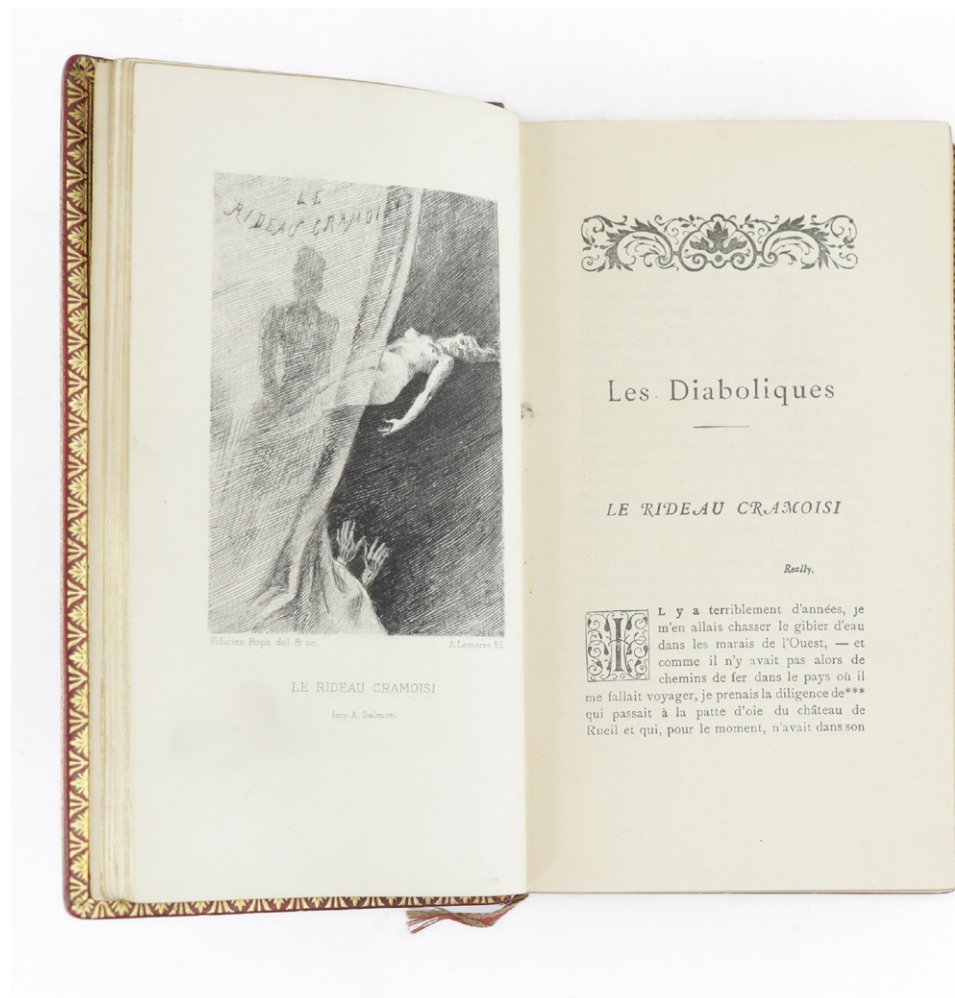 LE
RIDEAU CRAMOISI
Félicien Rops del. & sc.
A. Lemerre Éd.
LE RIDEAU CRAMOISI
Imp. A. Salmon.
Les Diaboliques
LE RIDEAU CRAMOISI
Really.
IL y a terriblement d'années, je
m'en allais chasser le gibier d'eau
dans les marais de l'Ouest, — et
comme il n'y avait pas alors de
chemins de fer dans le pays où il
me fallait voyager, je prenais la diligence de***
qui passait à la patte d'oie du château de
Rueil et qui, pour le moment, n'avait dans son